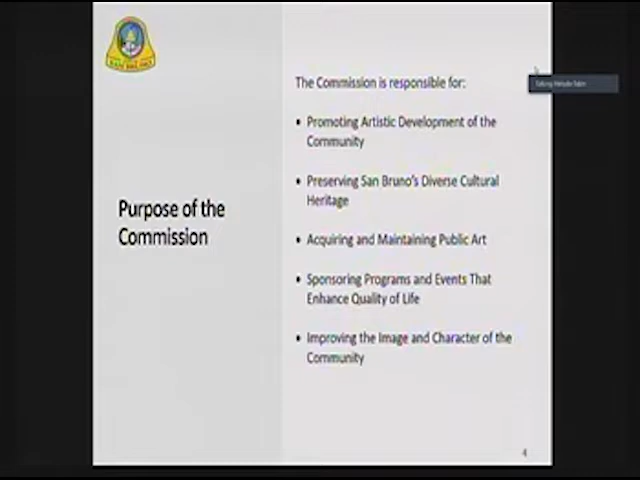 SAN BRUNO
The Commission is responsible for:
• Promoting Artistic Development of the
Community
• Preserving San Bruno's Diverse Cultural
Heritage
Purpose of the
Commission
• Acquiring and Maintaining Public Art
• Sponsoring Programs and Events That
Enhance Quality of Life
• Improving the Image and Character of the
Community
4